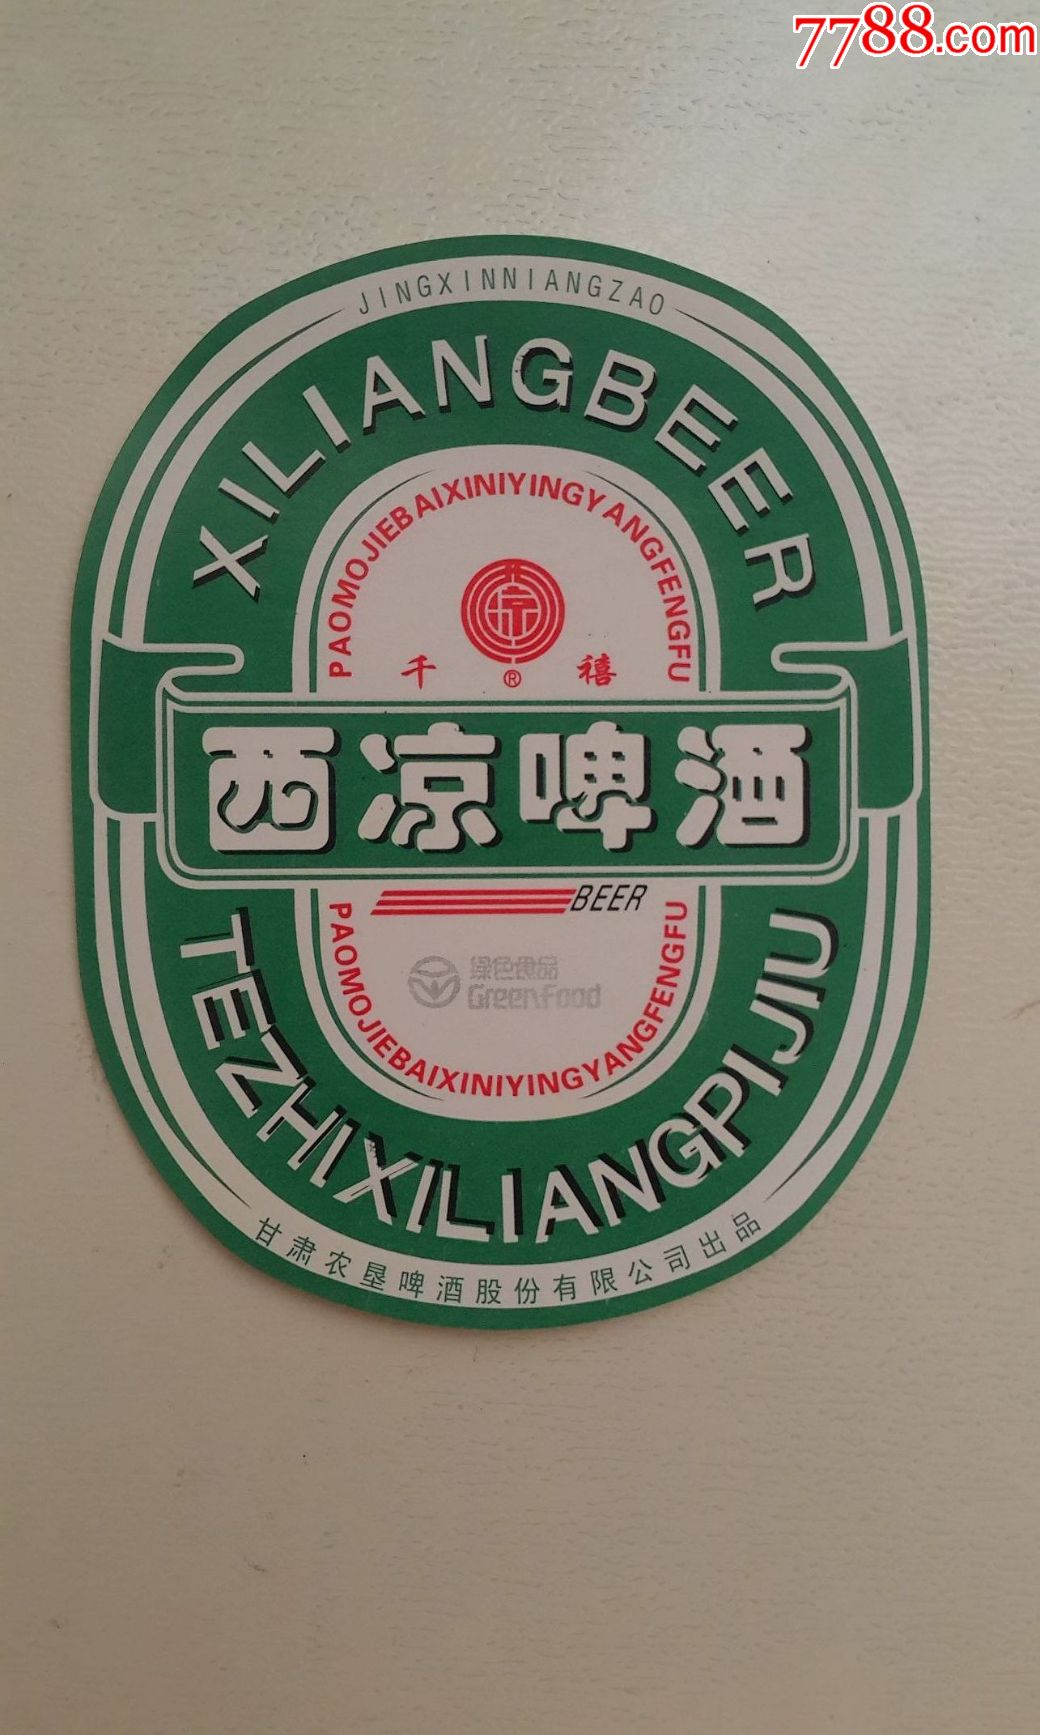 7788.com
JINGXINNIANGZAO
XILIANGBEER
PAOMOJIEBAIXINIYINGYANGFENGFU
千 ® 禧
西凉啤酒
BEER
绿色食品
GreenFood
PAOMOJIEBAIXINIYINGYANGFENGFU
TEZHIXILIANGPIJIU
甘肃农垦啤酒股份有限公司出品